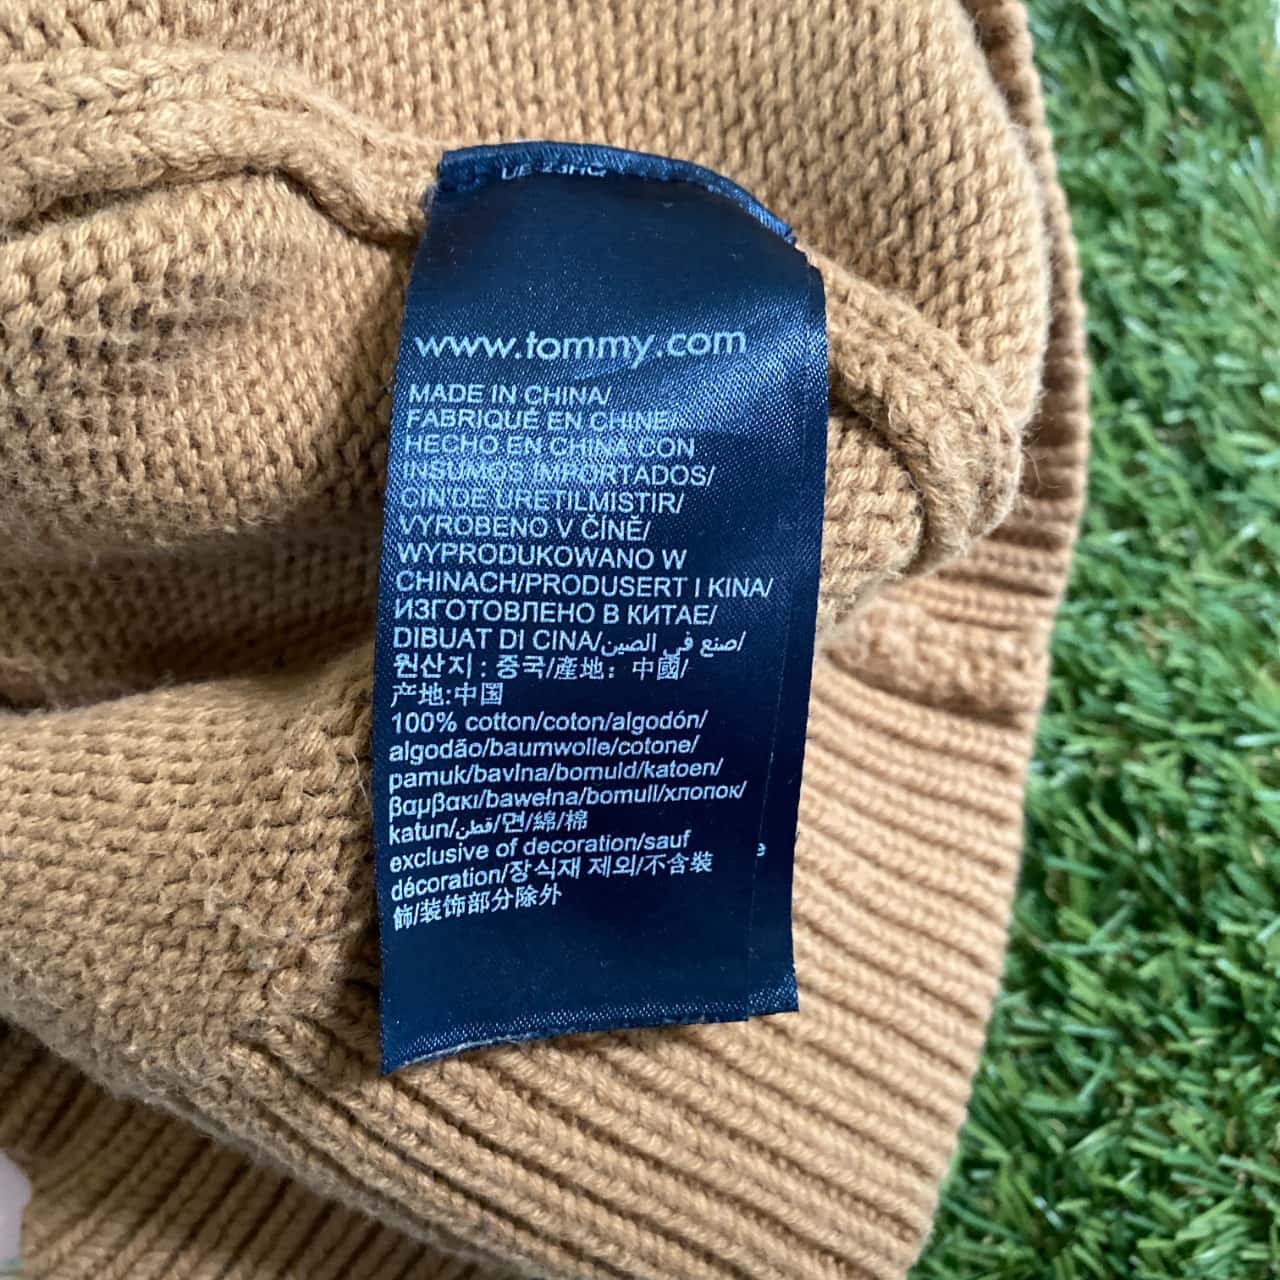 www.tommy.com
MADE IN CHINA/
FABRIQUÉ EN CHINE/
HECHO EN CHINA CON
INSUMOS IMPORTADOS/
ÇIN'DE ÜRETILMISTIR/
VYROBENO V ČÍNĚ/
WYPRODUKOWANO W
CHINACH/PRODUSERT I KINA/
ИЗГОТОВЛЕНО В КИТАЕ/
DIBUAT DI CINA/صنع في الصين/
원산지 : 중국/產地：中國/
产地:中国
100% cotton/coton/algodón/
algodão/baumwolle/cotone/
pamuk/bavlna/bomuld/katoen/
βαμβακι/bawełna/bomull/хлопок/
katun/قطن/면/綿/棉
exclusive of decoration/sauf
décoration/장식재 제외/不含裝
飾/装饰部分除外